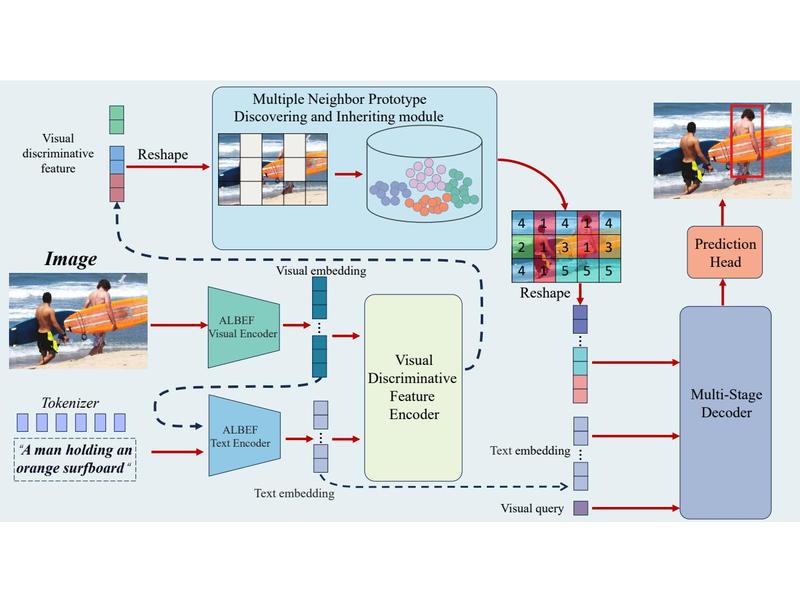 Multiple Neighbor Prototype
Discovering and Inheriting module
Visual
discriminative
feature
Reshape
4 1 4 1 4
2 1 3 1 3
4 1 5 5 5
Reshape
Prediction
Head
Image
Visual embedding
ALBEF
Visual Encoder
Visual
Discriminative
Feature
Encoder
Multi-Stage
Decoder
Tokenizer
"A man holding an
orange surfboard"
ALBEF
Text Encoder
Text embedding
Text embedding
Visual query